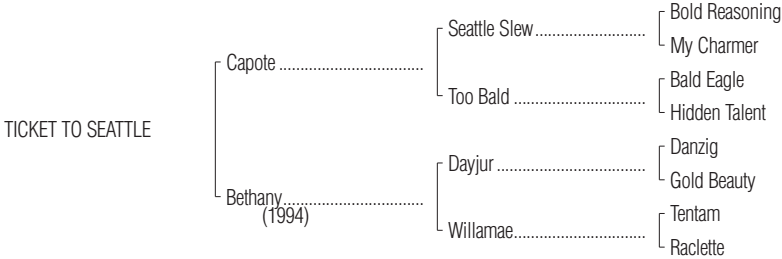 Bold Reasoning
Seattle Slew
My Charmer
Capote
Bald Eagle
Too Bald
Hidden Talent
TICKET TO SEATTLE
Danzig
Dayjur
Gold Beauty
Bethany
(1994)
Tentam
Willamae
Raclette